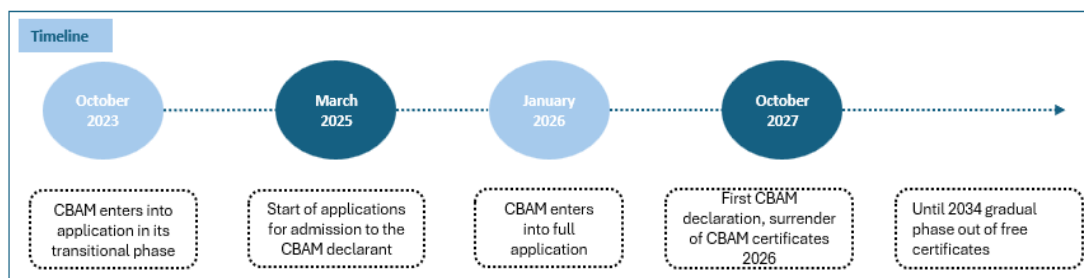 Timeline
October
2023
March
2025
January
2026
October
2027
CBAM enters into
application in its
transitional phase
Start of applications
for admission to the
CBAM declarant
CBAM enters
into full
application
First CBAM
declaration, surrender
of CBAM certificates
2026
Until 2034 gradual
phase out of free
certificates